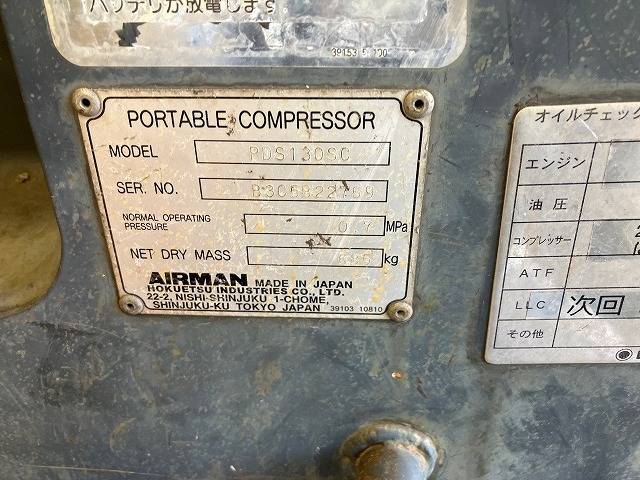 バッテリが放電します
39153 5
PORTABLE COMPRESSOR
MODEL PDS130SC
SER. NO.
NORMAL OPERATING PRESSURE 0.7 MPa
NET DRY MASS kg
AIRMAN MADE IN JAPAN
HOKUETSU INDUSTRIES CO., LTD.
22-2, NISHI-SHINJUKU 1-CHOME,
SHINJUKU-KU TOKYO JAPAN 39103 10810
オイルチェック
エンジン
油圧
コンプレッサー
ATF
LLC 次回
その他